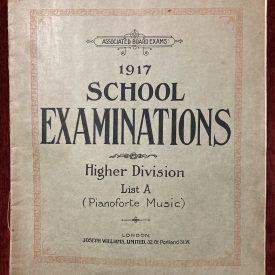 ASSOCIATED BOARD EXAMS
1917
SCHOOL
EXAMINATIONS
Higher Division
List A
(Pianoforte Music)
LONDON
JOSEPH WILLIAMS, LIMITED, 32 Gt Portland St. W.